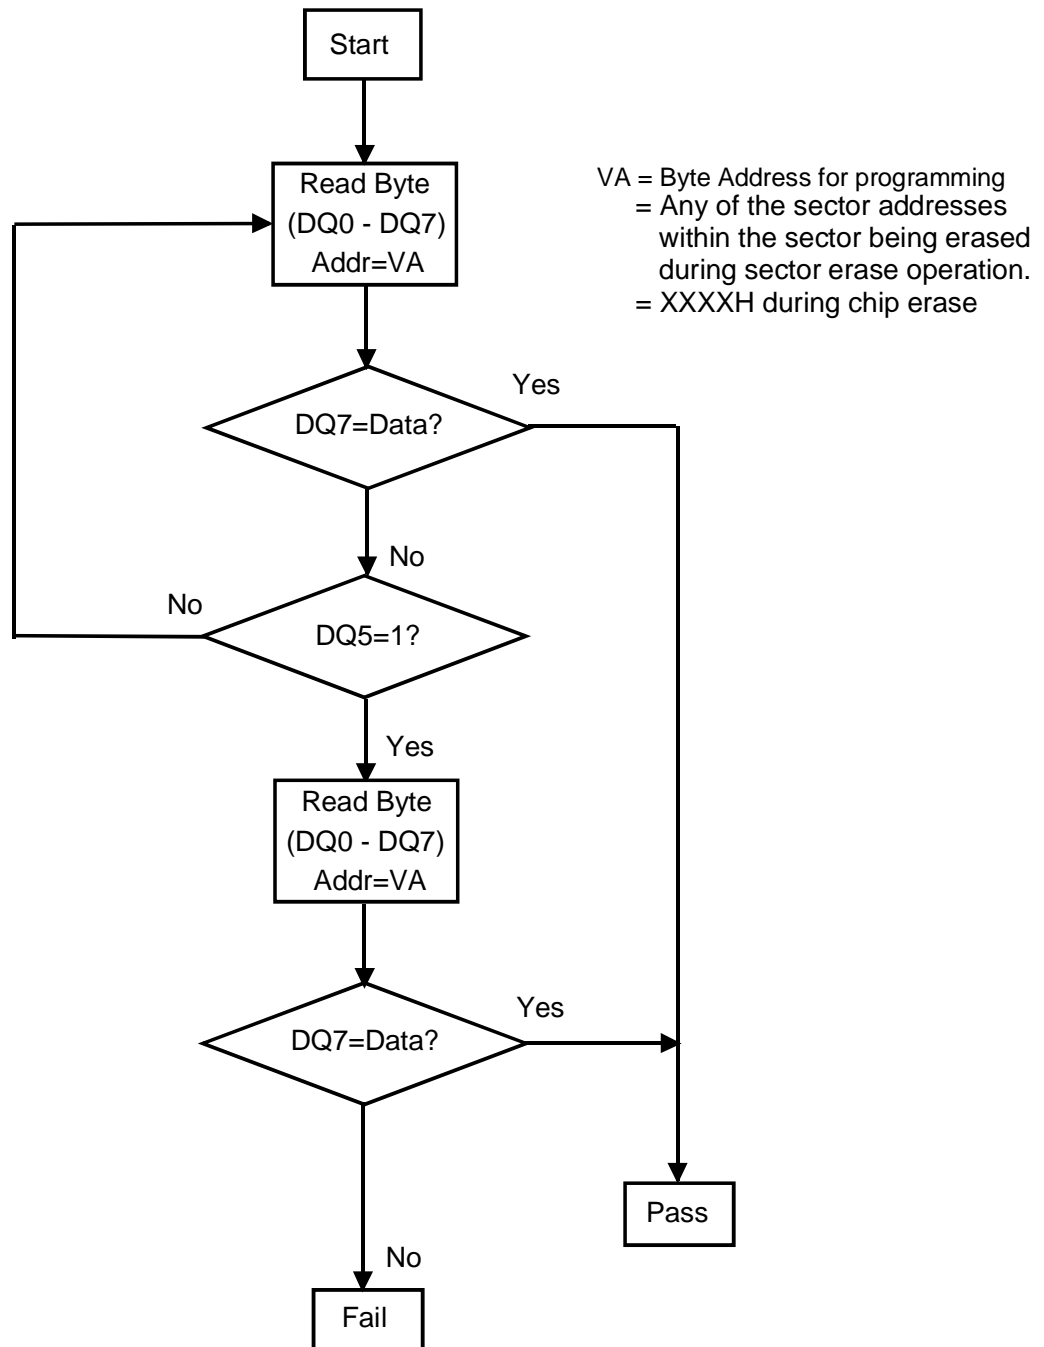 Start
Read Byte
(DQ0 - DQ7)
Addr=VA
VA = Byte Address for programming
= Any of the sector addresses
within the sector being erased
during sector erase operation.
= XXXXH during chip erase
Yes
DQ7=Data?
No
No
DQ5=1?
Yes
Read Byte
(DQ0 - DQ7)
Addr=VA
Yes
DQ7=Data?
Pass
No
Fail